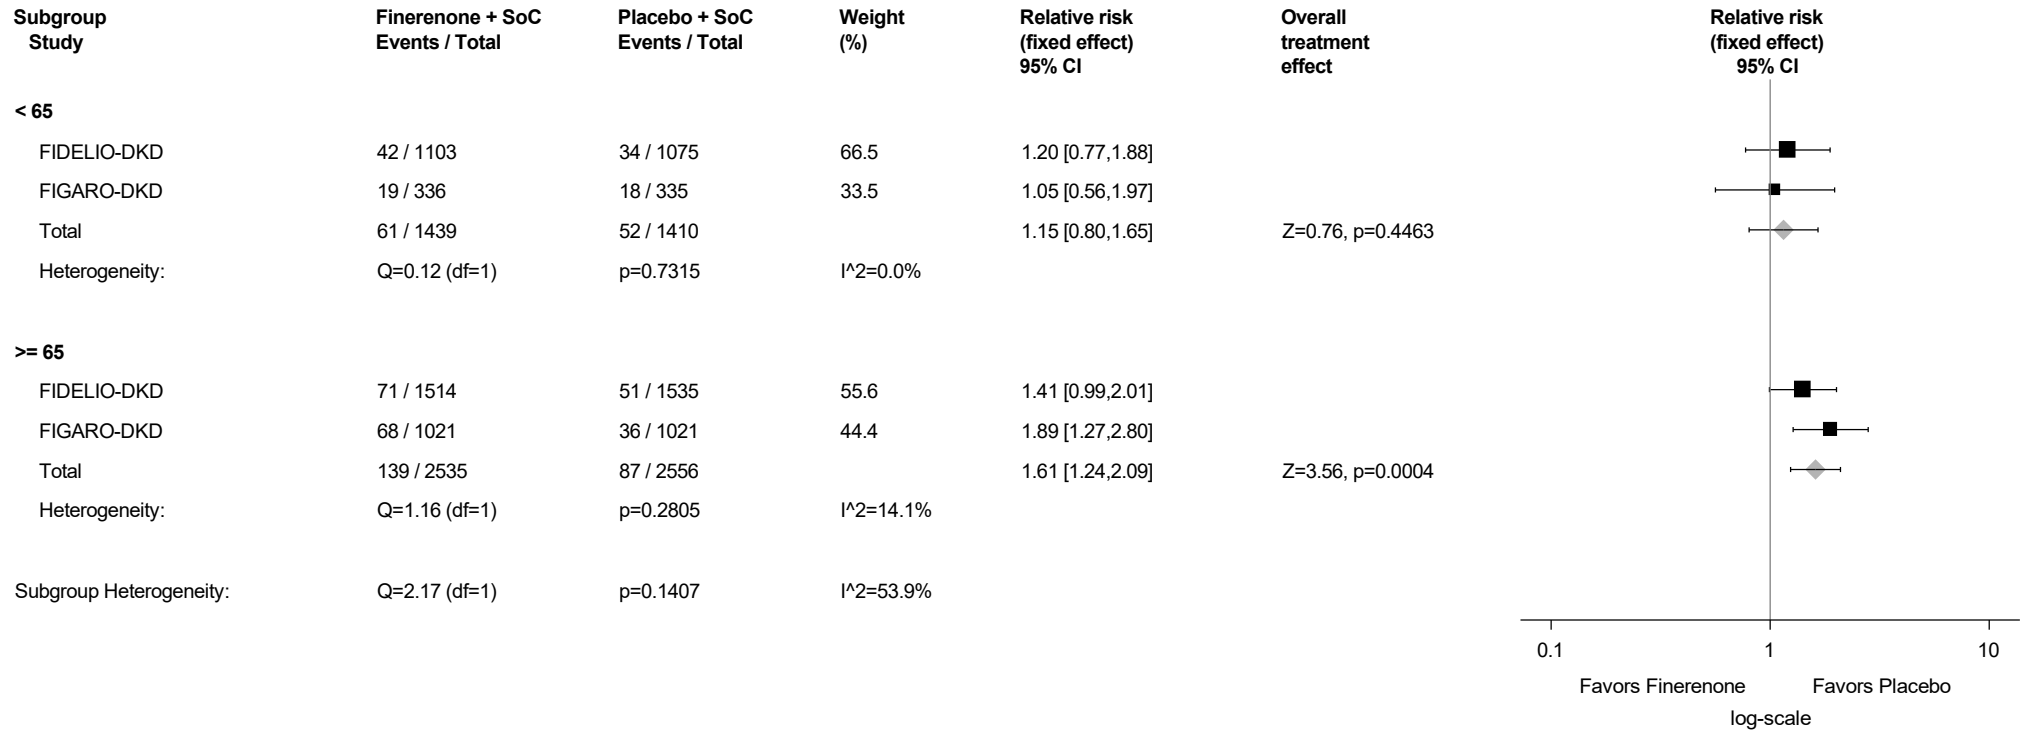 Subgroup Finerenone + SoC Placebo + SoC Weight Relative risk Overall Relative risk
Study Events / Total Events / Total (%) (fixed effect) treatment (fixed effect)
95% CI effect 95% CI
< 65
FIDELIO-DKD 42 / 1103 34 / 1075 66.5 1.20 [0.77,1.88]
FIGARO-DKD 19 / 336 18 / 335 33.5 1.05 [0.56,1.97]
Total 61 / 1439 52 / 1410 1.15 [0.80,1.65] Z=0.76, p=0.4463
Heterogeneity: Q=0.12 (df=1) p=0.7315 I^2=0.0%
>= 65
FIDELIO-DKD 71 / 1514 51 / 1535 55.6 1.41 [0.99,2.01]
FIGARO-DKD 68 / 1021 36 / 1021 44.4 1.89 [1.27,2.80]
Total 139 / 2535 87 / 2556 1.61 [1.24,2.09] Z=3.56, p=0.0004
Heterogeneity: Q=1.16 (df=1) p=0.2805 I^2=14.1%
Subgroup Heterogeneity: Q=2.17 (df=1) p=0.1407 I^2=53.9%
0.1 1 10
Favors Finerenone Favors Placebo
log-scale